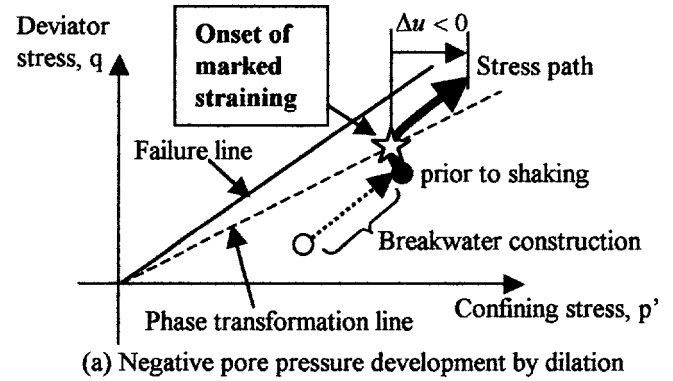 Deviator
stress, q
Onset of
marked
straining
Δu < 0
Stress path
Failure line
prior to shaking
Breakwater construction
Confining stress, p’
Phase transformation line
(a) Negative pore pressure development by dilation